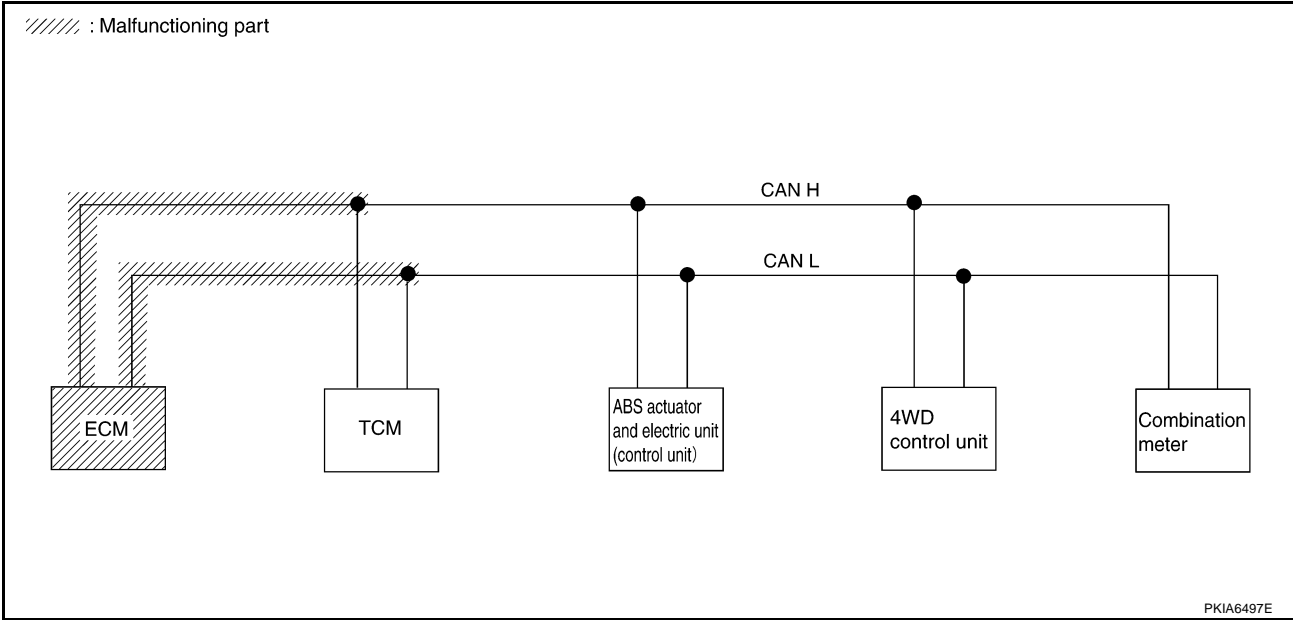 : Malfunctioning part
CAN H
CAN L
ECM
TCM
ABS actuator
and electric unit
(control unit)
4WD
control unit
Combination
meter
PKIA6497E